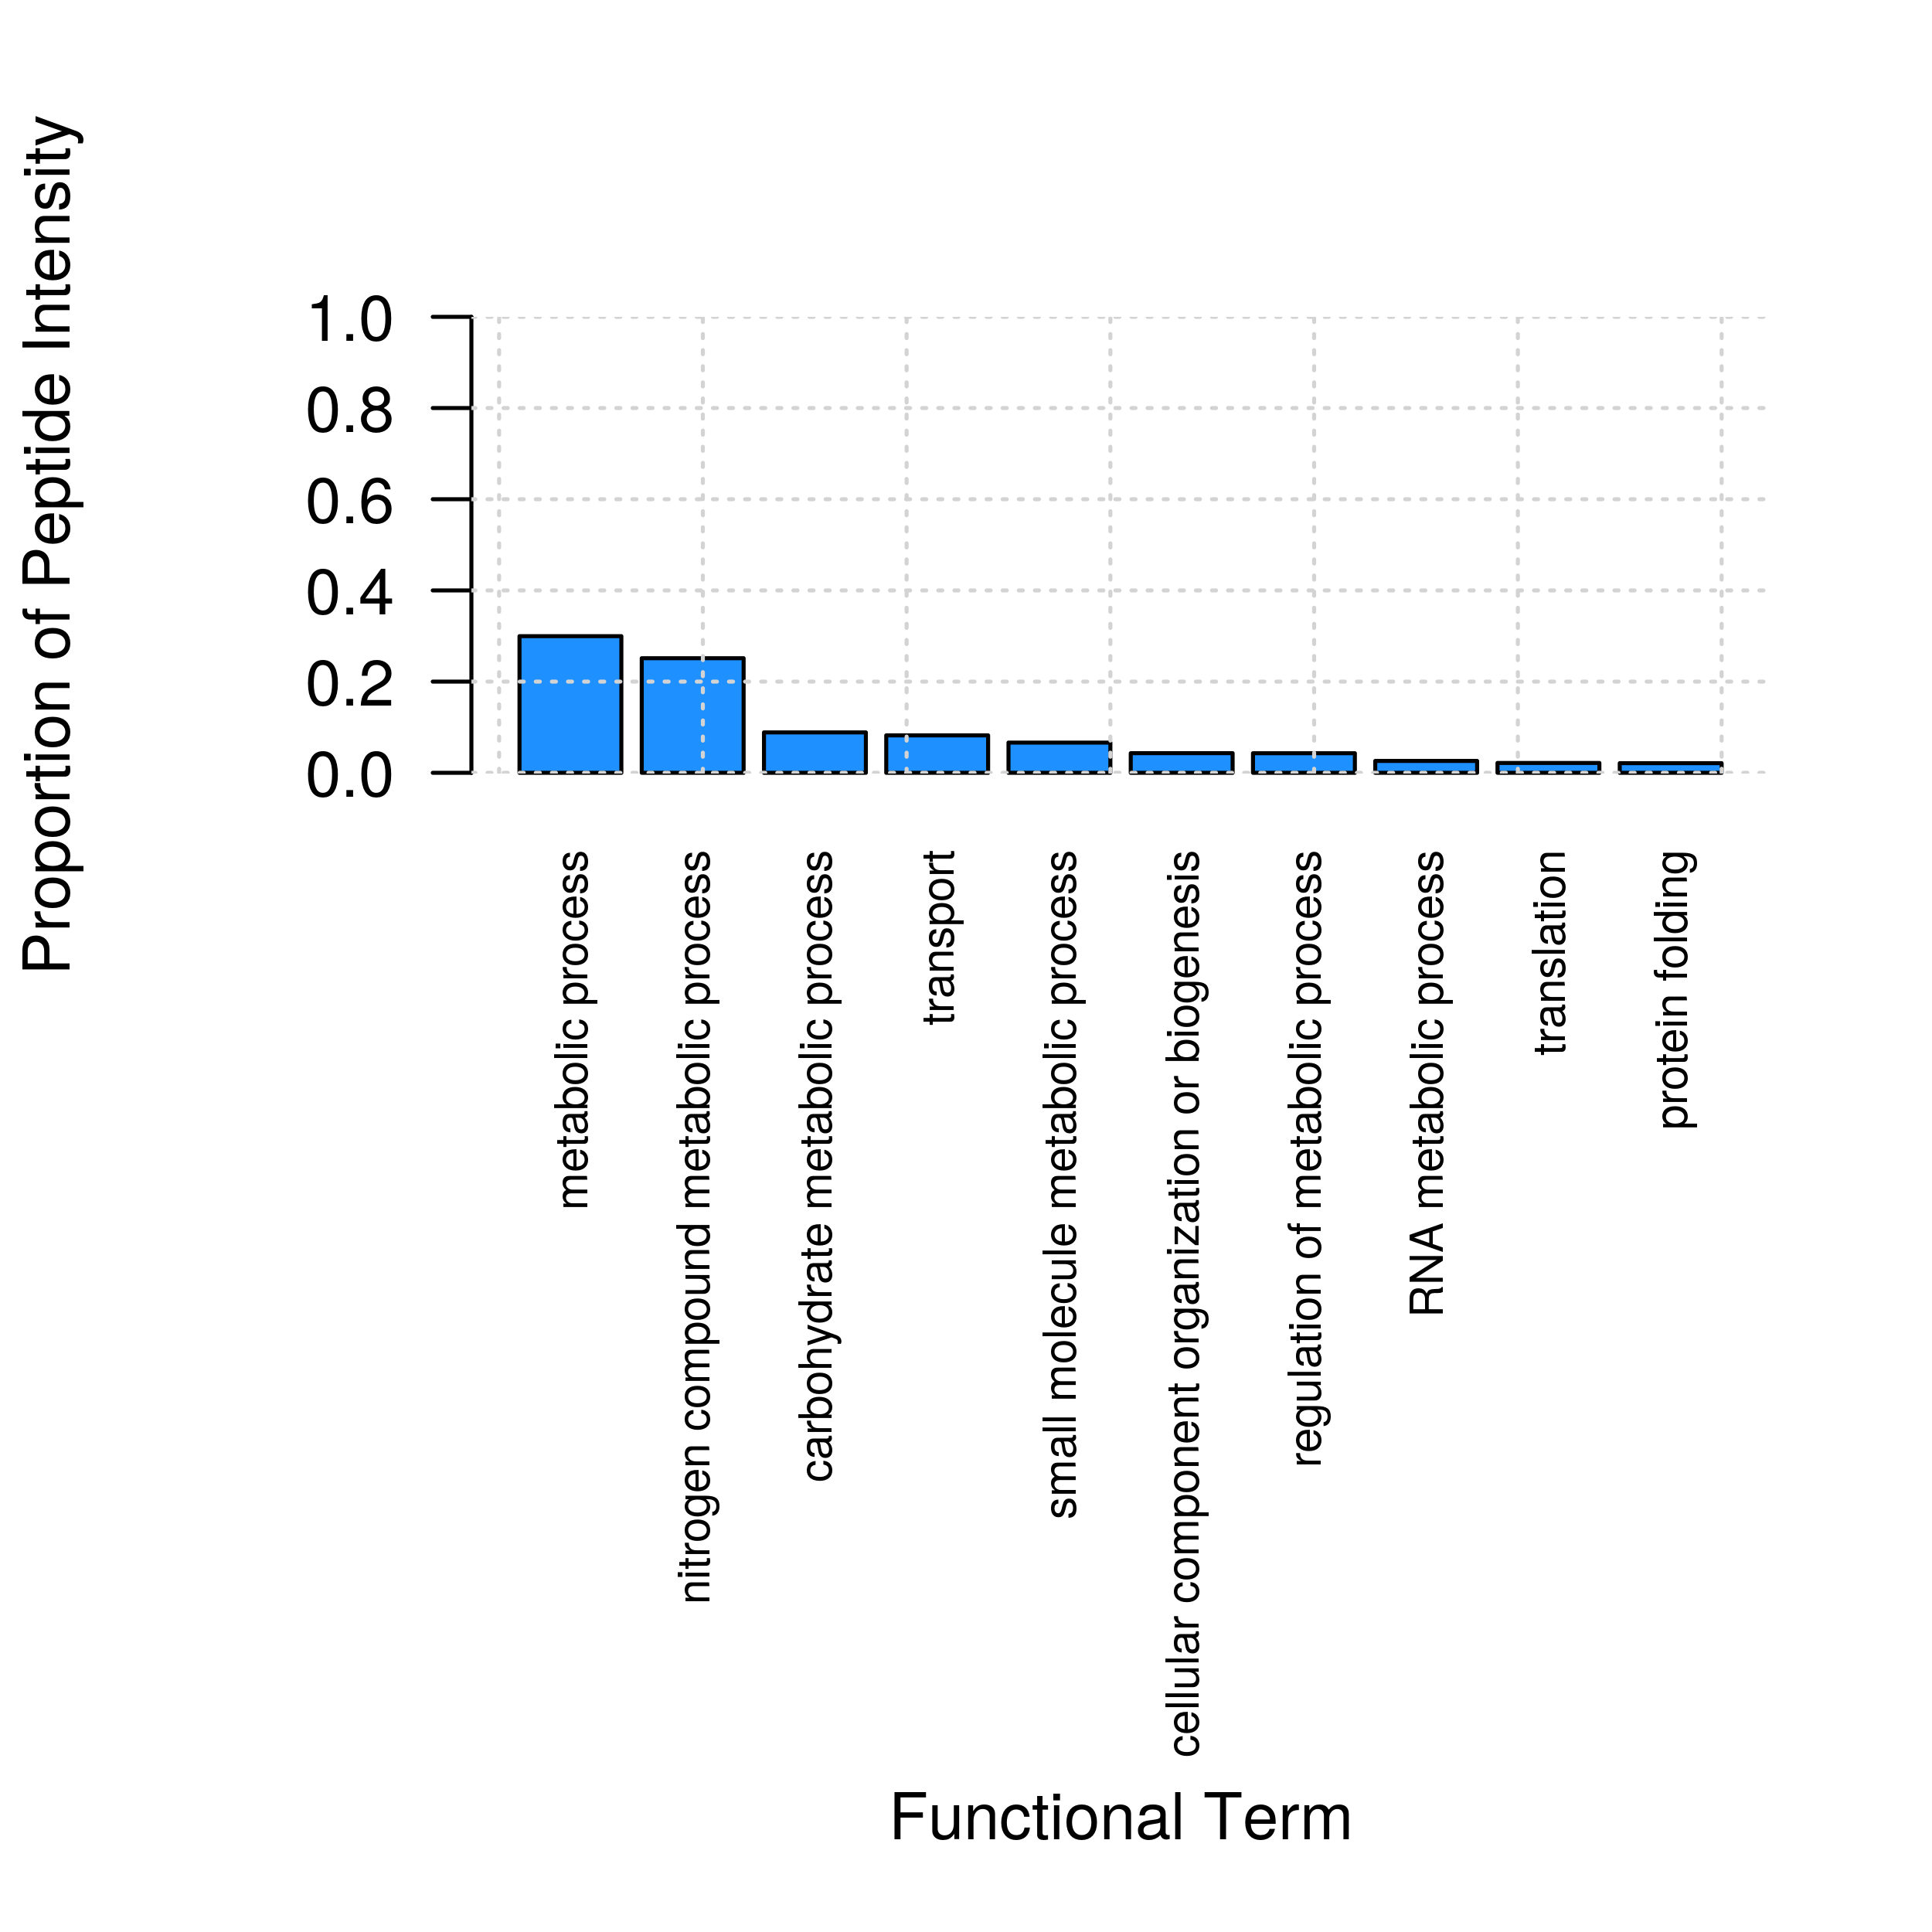 Proportion of Peptide Intensity
1.0
0.8
0.6
0.4
0.2
0.0
metabolic process
nitrogen compound metabolic process
carbohydrate metabolic process
transport
small molecule metabolic process
cellular component organization or biogenesis
regulation of metabolic process
RNA metabolic process
translation
protein folding
Functional Term